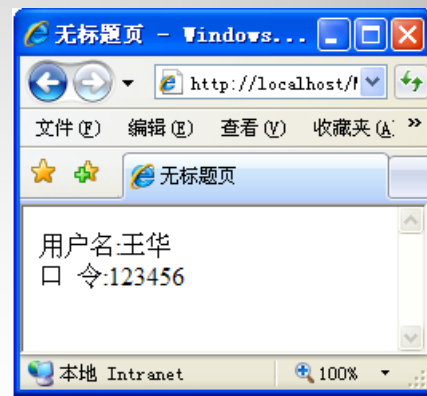 无标题页 - Windows...
http://localhost/
文件(F) 编辑(E) 查看(V) 收藏夹(A) »
无标题页
用户名:王华
口 令:123456
本地 Intranet 100%